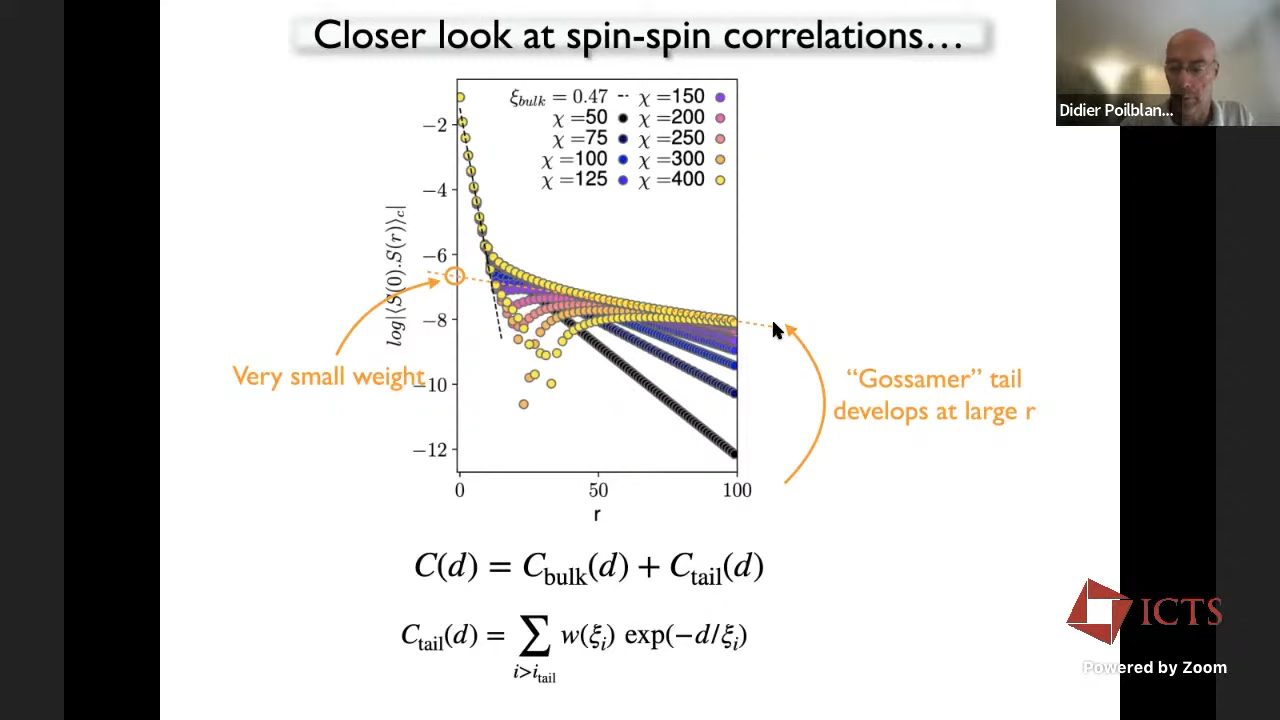 Closer look at spin-spin correlations…
Didier Poilblan...
ξ_bulk = 0.47 -- χ =150
χ =50 χ =200
χ =75 χ =250
χ =100 χ =300
χ =125 χ =400
−2
−4
−6
−8
−10
−12
log|⟨S(0).S(r)⟩_c|
0 50 100
r
Very small weight
“Gossamer” tail
develops at large r
C(d) = C_bulk(d) + C_tail(d)
C_tail(d) = ∑ w(ξ_i) exp(−d/ξ_i)
i>i_tail
ICTS
Powered by Zoom